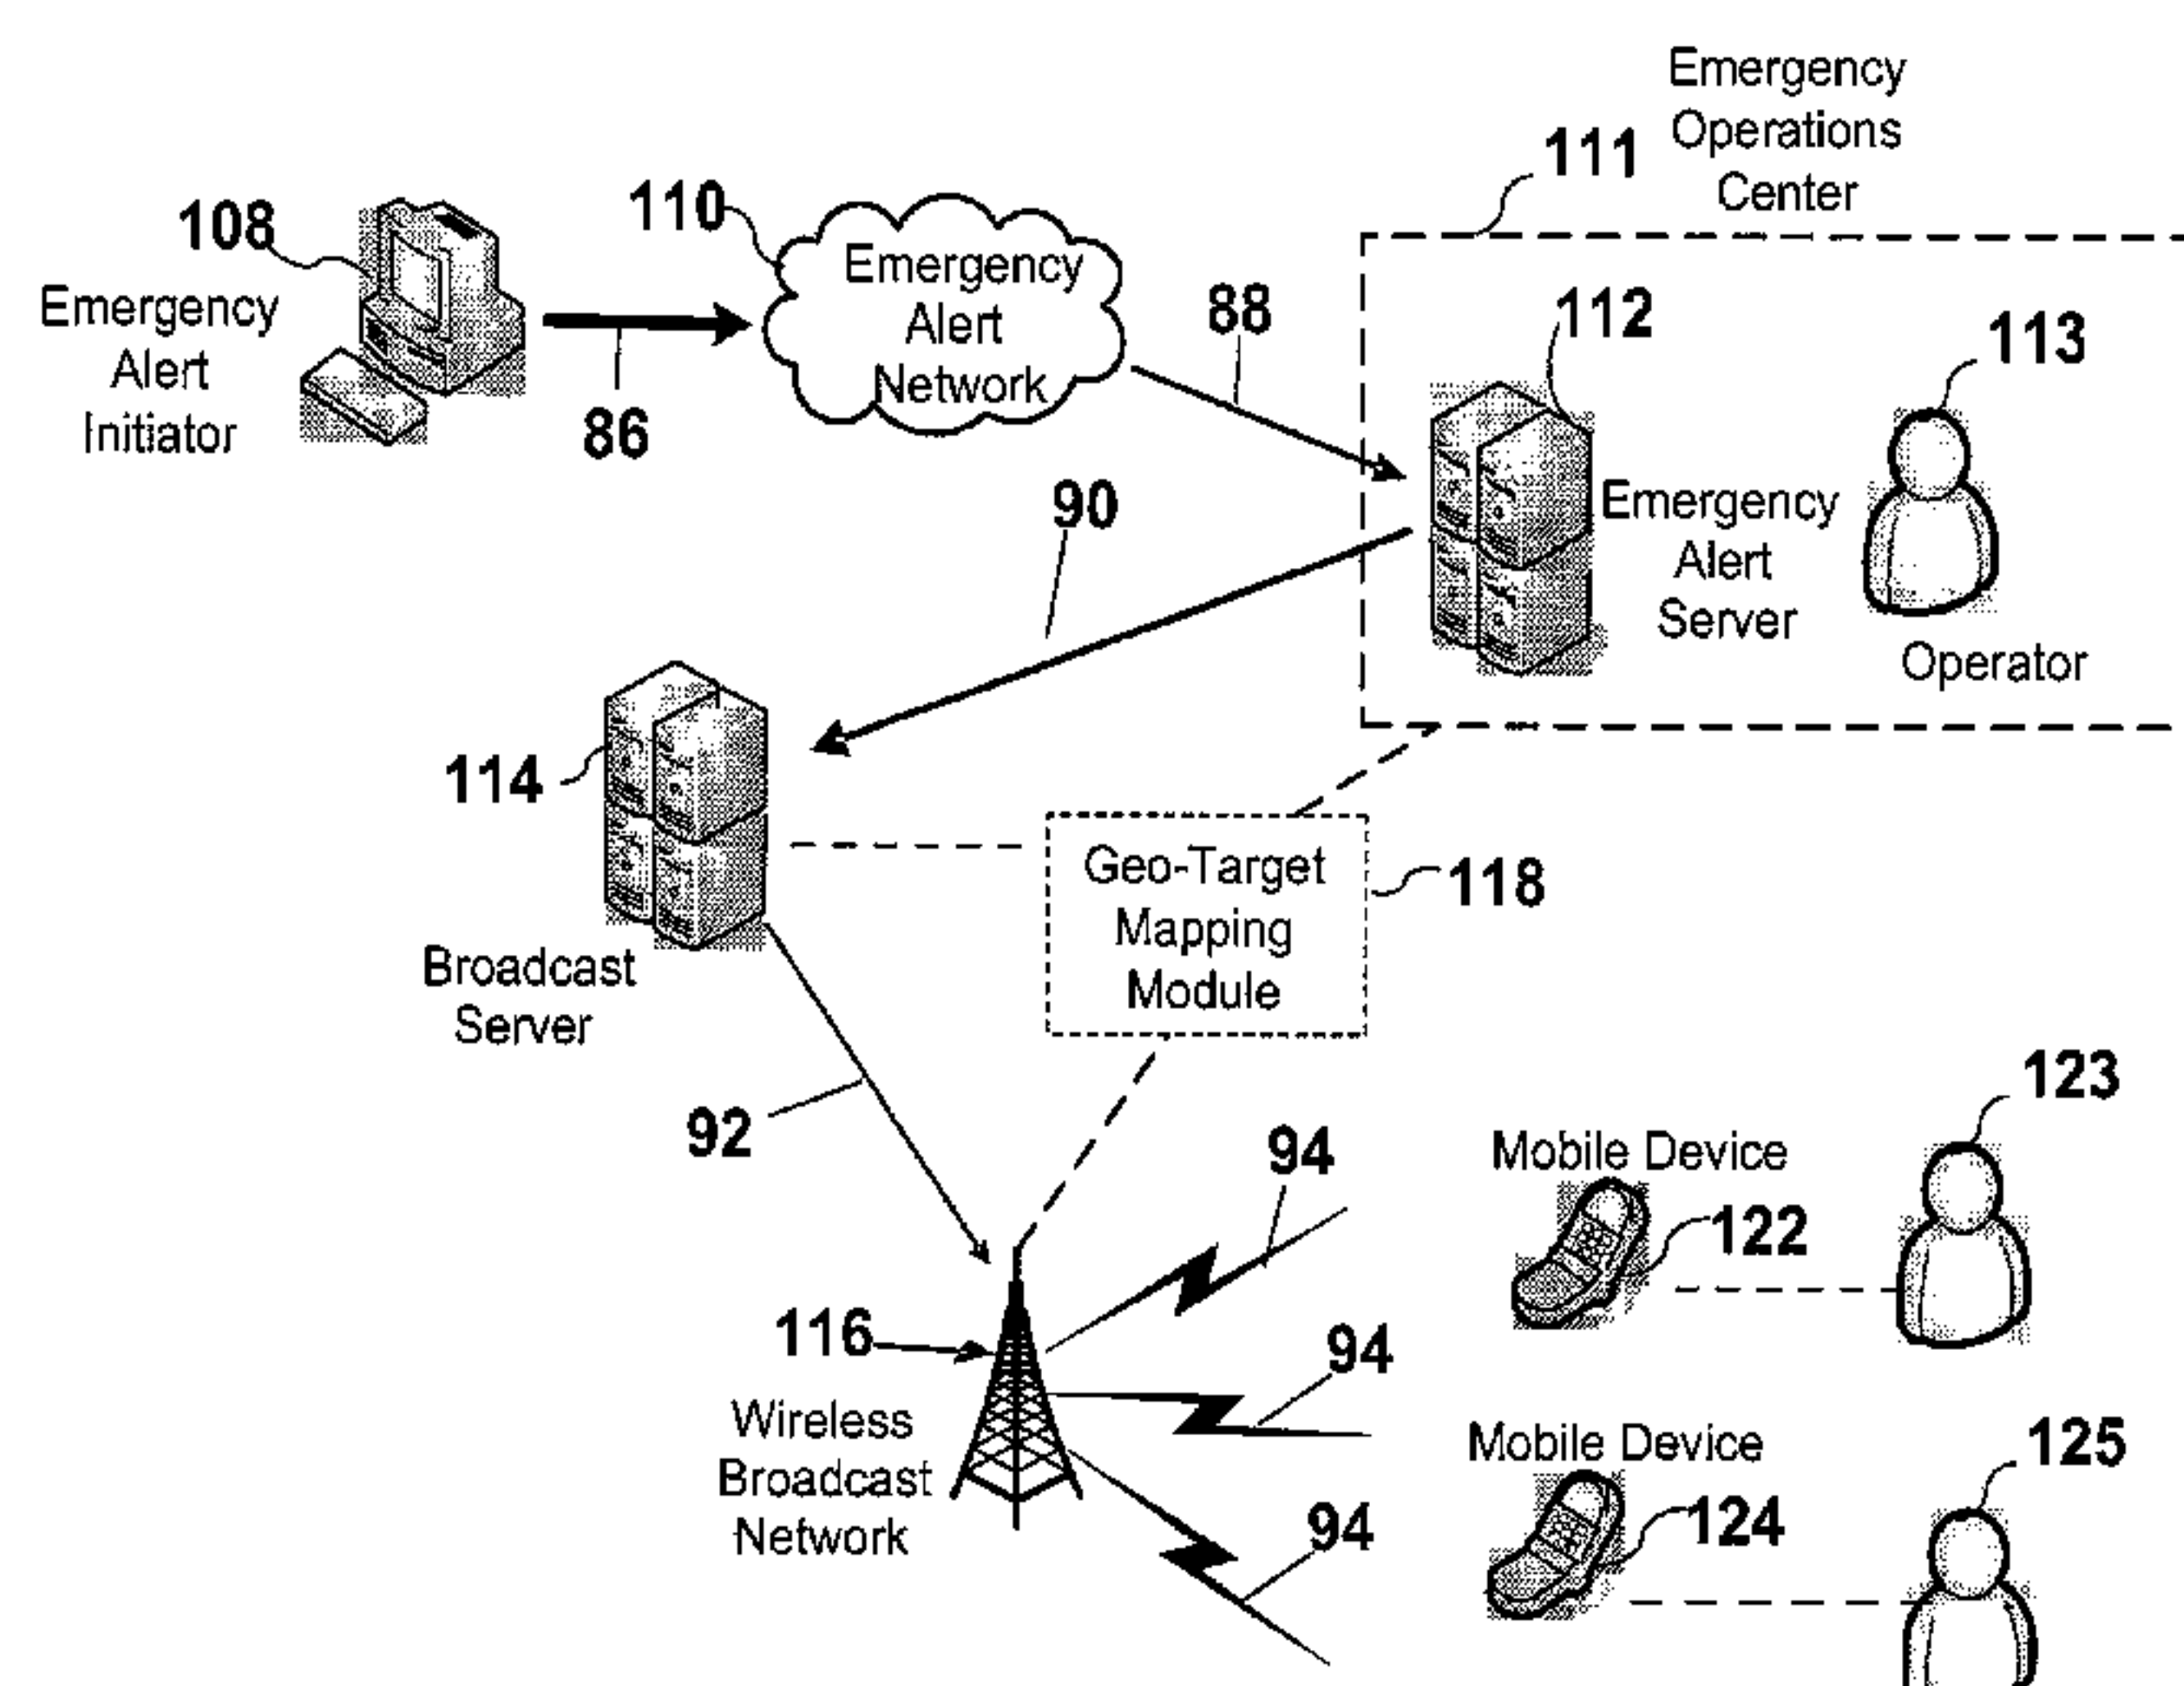 Emergency
Operations
Center
111
108
110
Emergency
Alert
Initiator
Emergency
Alert
Network
86
88
112
113
Emergency
Alert
Server
Operator
90
114
Broadcast
Server
Geo-Target
Mapping
Module
118
92
116
Wireless
Broadcast
Network
94
94
94
Mobile Device
122
123
Mobile Device
124
125